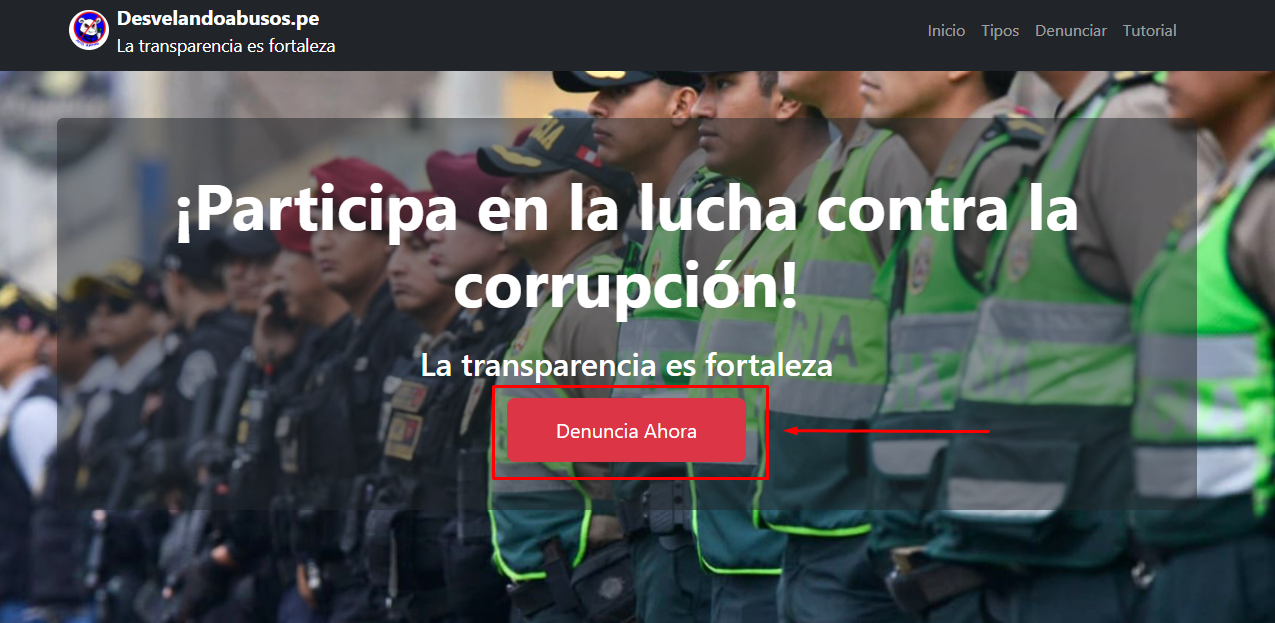 Desvelandoabusos.pe
La transparencia es fortaleza
Inicio Tipos Denunciar Tutorial
¡Participa en la lucha contra la
corrupción!
La transparencia es fortaleza
Denuncia Ahora